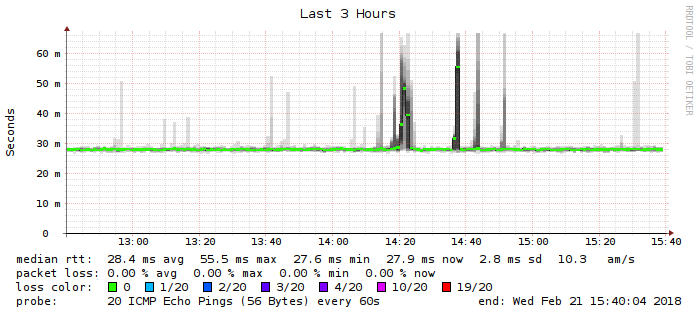 Last 3 Hours
RRDTOOL / TOBI OETIKER
Seconds
60 m
50 m
40 m
30 m
20 m
10 m
0
13:00 13:20 13:40 14:00 14:20 14:40 15:00 15:20 15:40
median rtt: 28.4 ms avg 55.5 ms max 27.6 ms min 27.9 ms now 2.8 ms sd 10.3 am/s
packet loss: 0.00 % avg 0.00 % max 0.00 % min 0.00 % now
loss color: 0 1/20 2/20 3/20 4/20 10/20 19/20
probe: 20 ICMP Echo Pings (56 Bytes) every 60s end: Wed Feb 21 15:40:04 2018